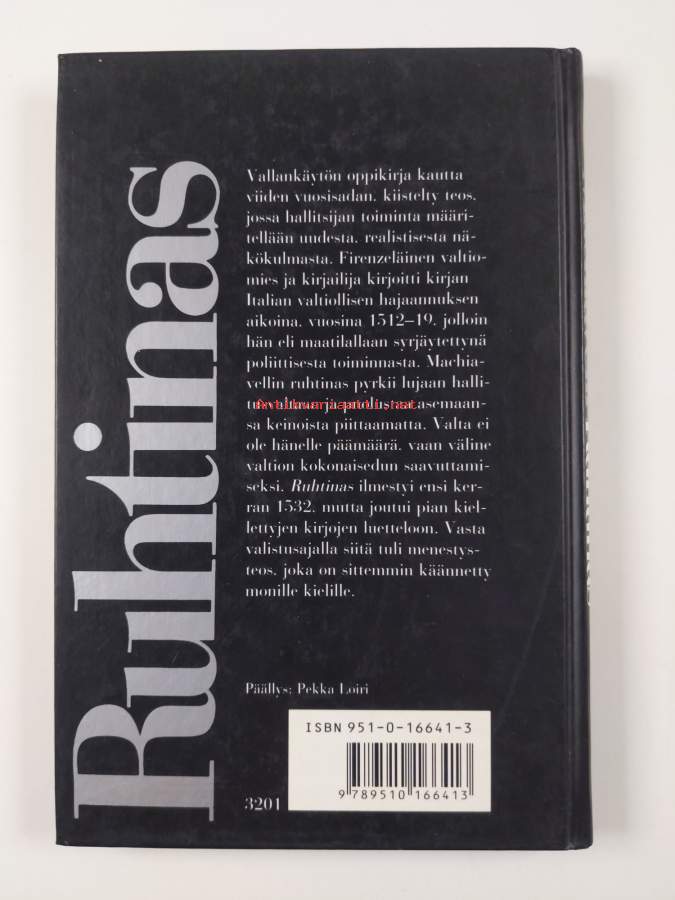 Ruhtinas
Vallankäytön oppikirja kautta
viiden vuosisadan, kiistelty teos,
jossa hallitsijan toiminta määri-
tellään uudesta, realistisesta nä-
kökulmasta. Firenzeläinen valtio-
mies ja kirjailija kirjoitti kirjan
Italian valtiollisen hajaannuksen
aikoina, vuosina 1512–19, jolloin
hän eli maatilallaan syrjäytettynä
poliittisesta toiminnasta. Machia-
vellin ruhtinas pyrkii lujaan halli-
Antikvariaatti.net
sa keinoista piittaamatta. Valta ei
ole hänelle päämäärä, vaan väline
valtion kokonaisedun saavuttami-
seksi. Ruhtinas ilmestyi ensi ker-
ran 1532, mutta joutui pian kiel-
lettyjen kirjojen luetteloon. Vasta
valistusajalla siitä tuli menestys-
teos, joka on sittemmin käännetty
monille kielille.
Päällys: Pekka Loiri
ISBN 951-0-16641-3
9 789510 166413
3201